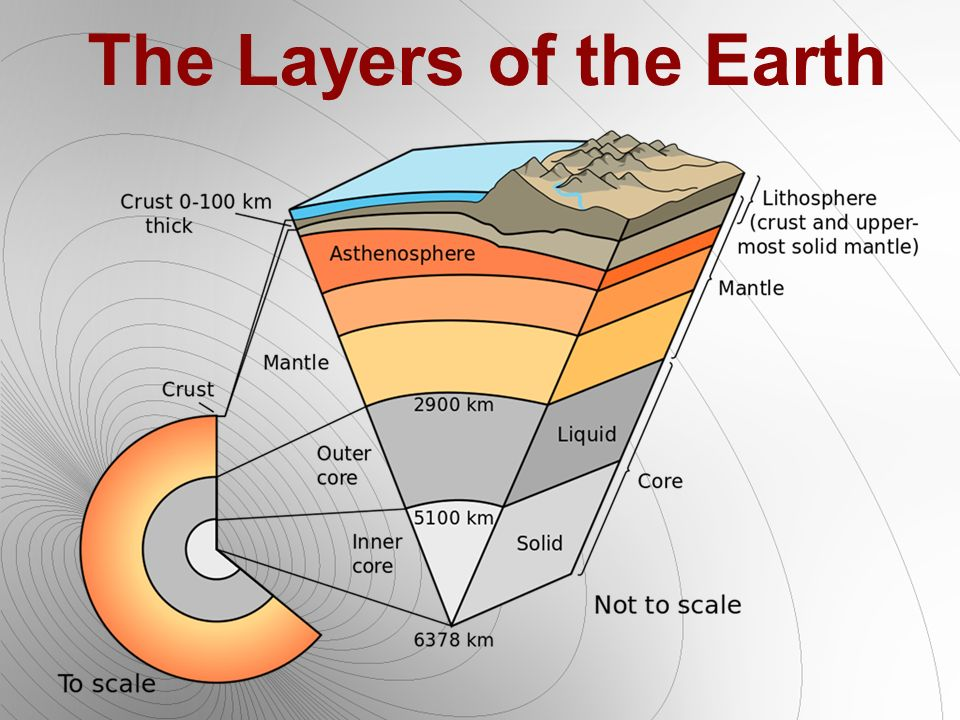 The Layers of the Earth
Crust 0-100 km
thick
Asthenosphere
Lithosphere
(crust and upper-
most solid mantle)
Mantle
Mantle
Crust
2900 km
Liquid
Outer
core
Core
5100 km
Inner
core
Solid
Not to scale
6378 km
To scale